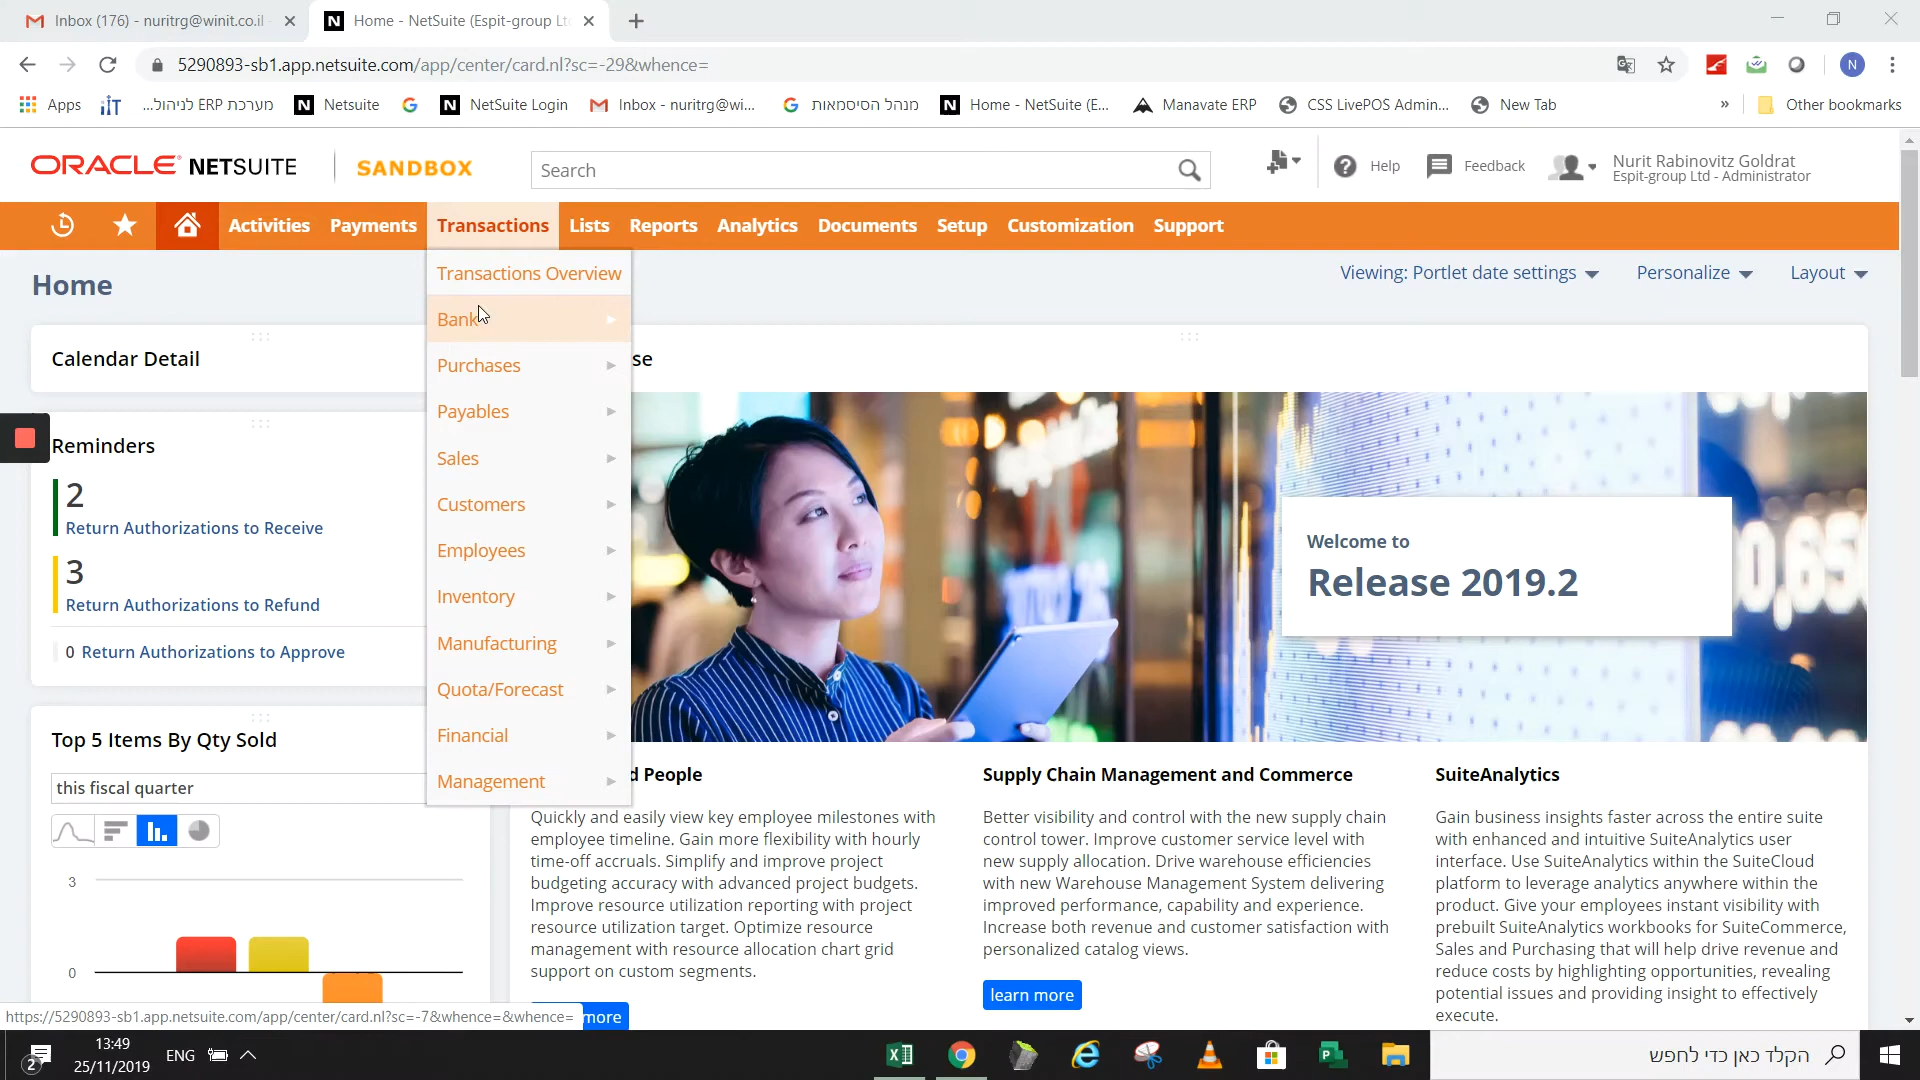 Inbox (176) - nuritrg@winit.co.il -
Home - NetSuite (Espit-group Lt
5290893-sb1.app.netsuite.com/app/center/card.nl?sc=-29&whence=
N
Apps
מערכת ERP לניהול...
Netsuite
NetSuite Login
Inbox - nuritrg@wi...
מנהל הסיסמאות
Home - NetSuite (E...
Manavate ERP
CSS LivePOS Admin...
New Tab
»
Other bookmarks
ORACLE NETSUITE
SANDBOX
Search
Help
Feedback
Nurit Rabinovitz Goldrat
Espit-group Ltd - Administrator
Activities
Payments
Transactions
Lists
Reports
Analytics
Documents
Setup
Customization
Support
Home
Viewing: Portlet date settings
Personalize
Layout
Transactions Overview
Bank
Purchases
Payables
Sales
Customers
Employees
Inventory
Manufacturing
Quota/Forecast
Financial
Management
Calendar Detail
Reminders
2
Return Authorizations to Receive
3
Return Authorizations to Refund
0 Return Authorizations to Approve
Top 5 Items By Qty Sold
this fiscal quarter
3
0
se
Welcome to
Release 2019.2
d People
Quickly and easily view key employee milestones with
employee timeline. Gain more flexibility with hourly
time-off accruals. Simplify and improve project
budgeting accuracy with advanced project budgets.
Improve resource utilization reporting with project
resource utilization target. Optimize resource
management with resource allocation chart grid
support on custom segments.
more
Supply Chain Management and Commerce
Better visibility and control with the new supply chain
control tower. Improve customer service level with
new supply allocation. Drive warehouse efficiencies
with new Warehouse Management System delivering
improved performance, capability and experience.
Increase both revenue and customer satisfaction with
personalized catalog views.
learn more
SuiteAnalytics
Gain business insights faster across the entire suite
with enhanced and intuitive SuiteAnalytics user
interface. Use SuiteAnalytics within the SuiteCloud
platform to leverage analytics anywhere within the
product. Give your employees instant visibility with
prebuilt SuiteAnalytics workbooks for SuiteCommerce,
Sales and Purchasing that will help drive revenue and
reduce costs by highlighting opportunities, revealing
potential issues and providing insight to effectively
execute.
https://5290893-sb1.app.netsuite.com/app/center/card.nl?sc=-7&whence=&whence=
2
13:49
25/11/2019
ENG
הקלד כאן כדי לחפש